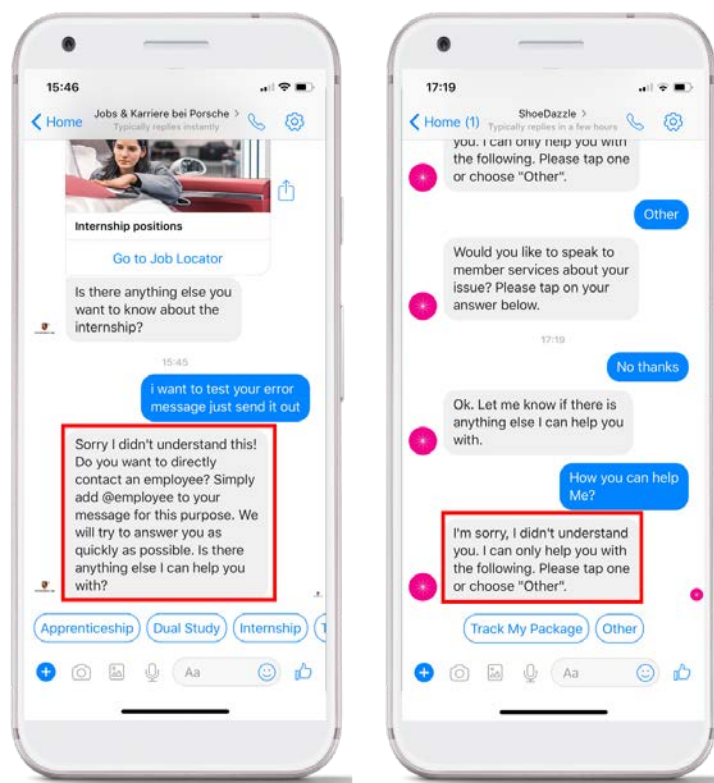 15:46
Home
Jobs & Karriere bei Porsche >
Typically replies instantly
Internship positions
Go to Job Locator
Is there anything else you
want to know about the
internship?
15:45
i want to test your error
message just send it out
Sorry I didn't understand this!
Do you want to directly
contact an employee? Simply
add @employee to your
message for this purpose. We
will try to answer you as
quickly as possible. Is there
anything else I can help you
with?
Apprenticeship
Dual Study
Internship
T
Aa
17:19
Home (1)
ShoeDazzle >
Typically replies in a few hours
you. I can only help you with
the following. Please tap one
or choose "Other".
Other
Would you like to speak to
member services about your
issue? Please tap on your
answer below.
17:19
No thanks
Ok. Let me know if there is
anything else I can help you
with.
How you can help
Me?
I'm sorry, I didn't understand
you. I can only help you with
the following. Please tap one
or choose "Other".
Track My Package
Other
Aa